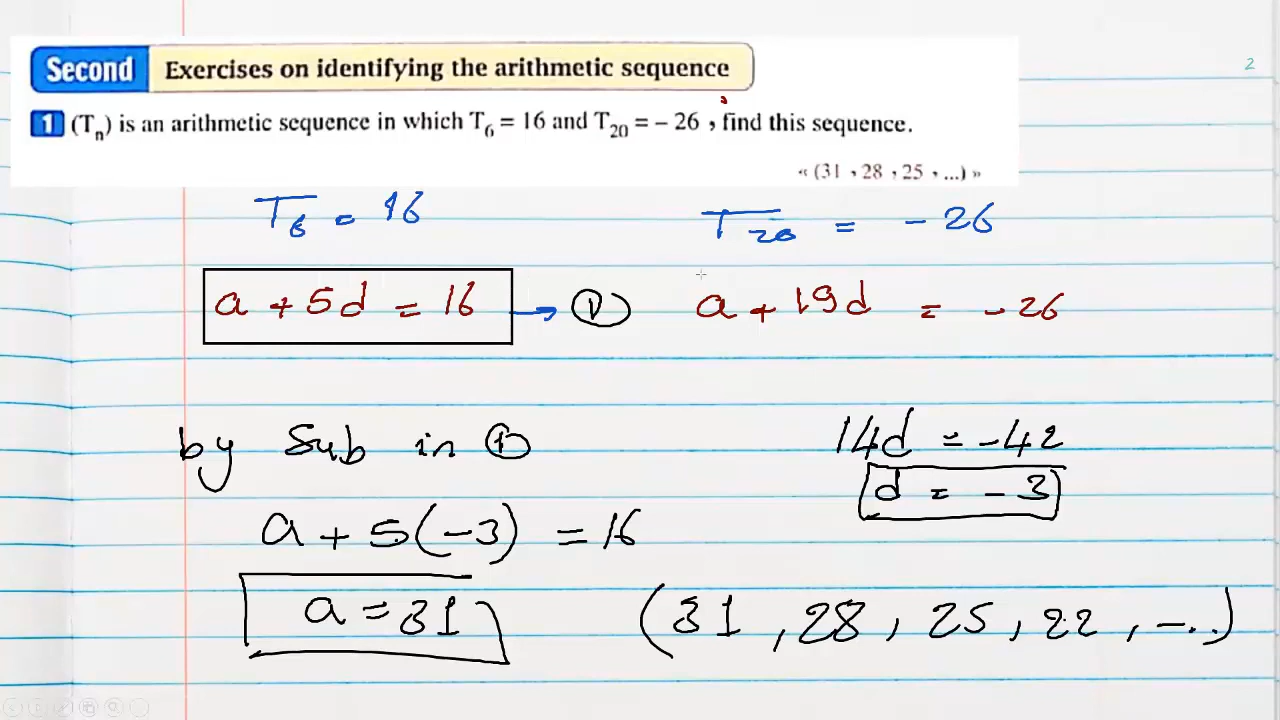 2
Second Exercises on identifying the arithmetic sequence
1 (Tn) is an arithmetic sequence in which T6 = 16 and T20 = – 26 , find this sequence.
« (31 , 28 , 25 , ...) »
T6 = 16
T20 = - 26
a + 5d = 16 → ①
a + 19d = - 26
14d = -42
d = - 3
by Sub in ①
a + 5(-3) = 16
a = 31
(31 , 28 , 25 , 22 , -..)